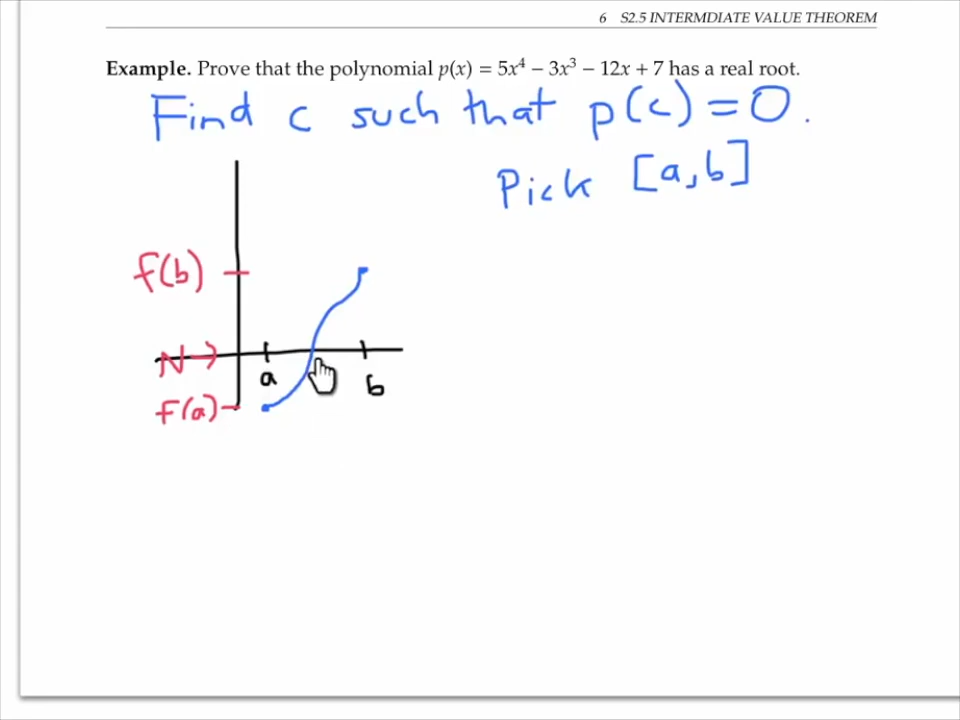 6 S2.5 INTERMDIATE VALUE THEOREM
Example. Prove that the polynomial p(x) = 5x⁴ − 3x³ − 12x + 7 has a real root.
Find c such that p(c) = 0.
Pick [a,b]
f(b)
N →
a
b
f(a)